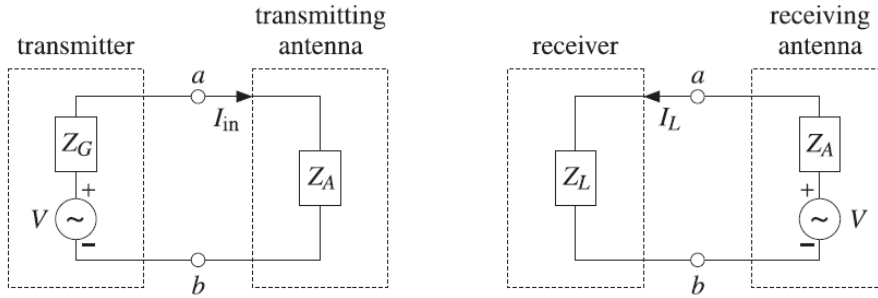 transmitting
antenna
transmitter
a
I_in
Z_G
+
V
~
−
Z_A
b
receiving
antenna
receiver
a
I_L
Z_L
Z_A
+
~
V
−
b